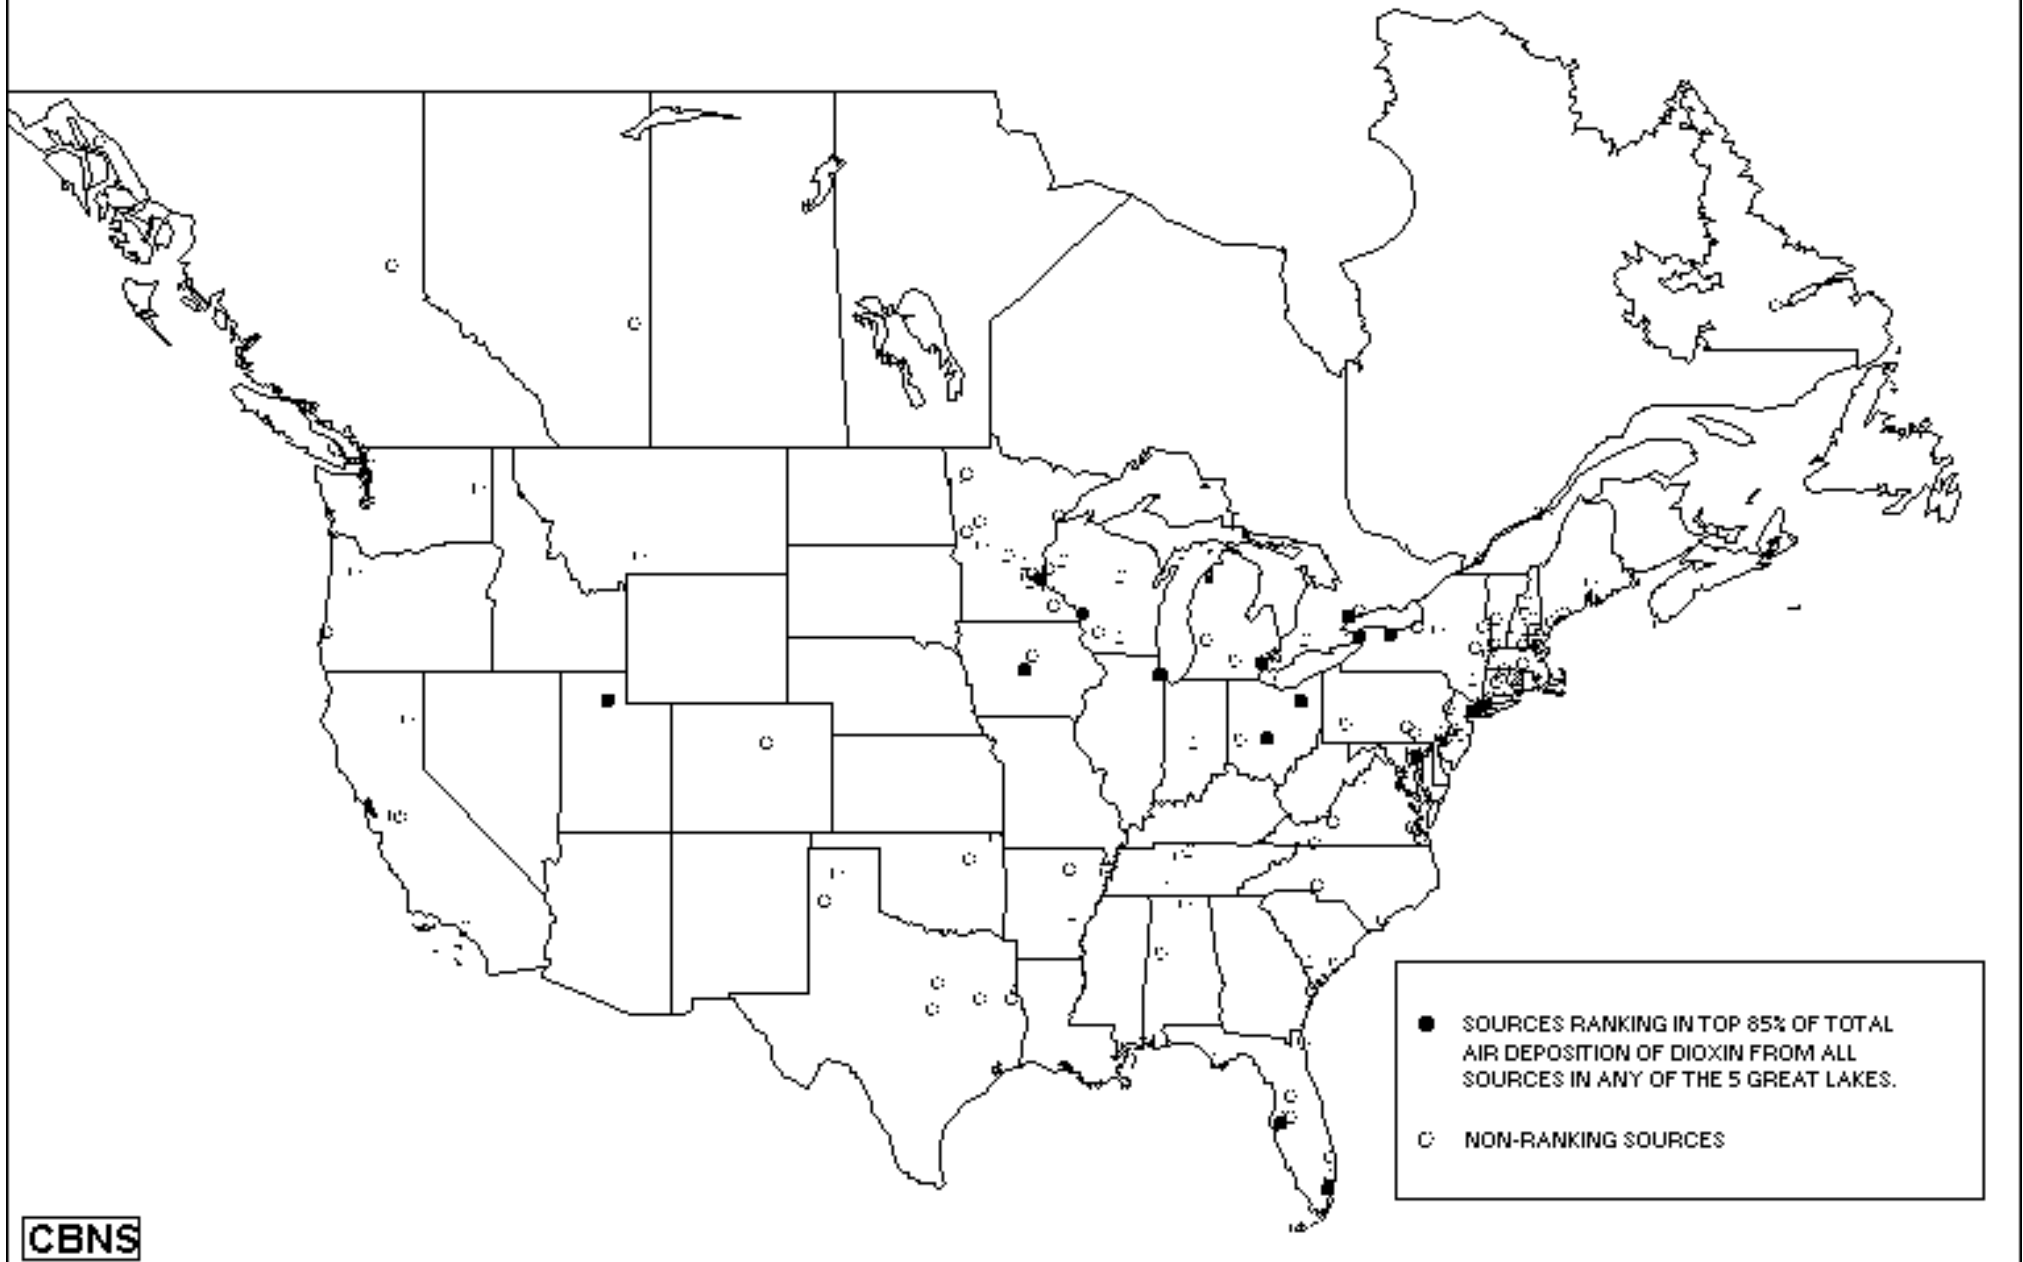 SOURCES RANKING IN TOP 85% OF TOTAL
AIR DEPOSITION OF DIOXIN FROM ALL
SOURCES IN ANY OF THE 5 GREAT LAKES.
NON-RANKING SOURCES
CBNS